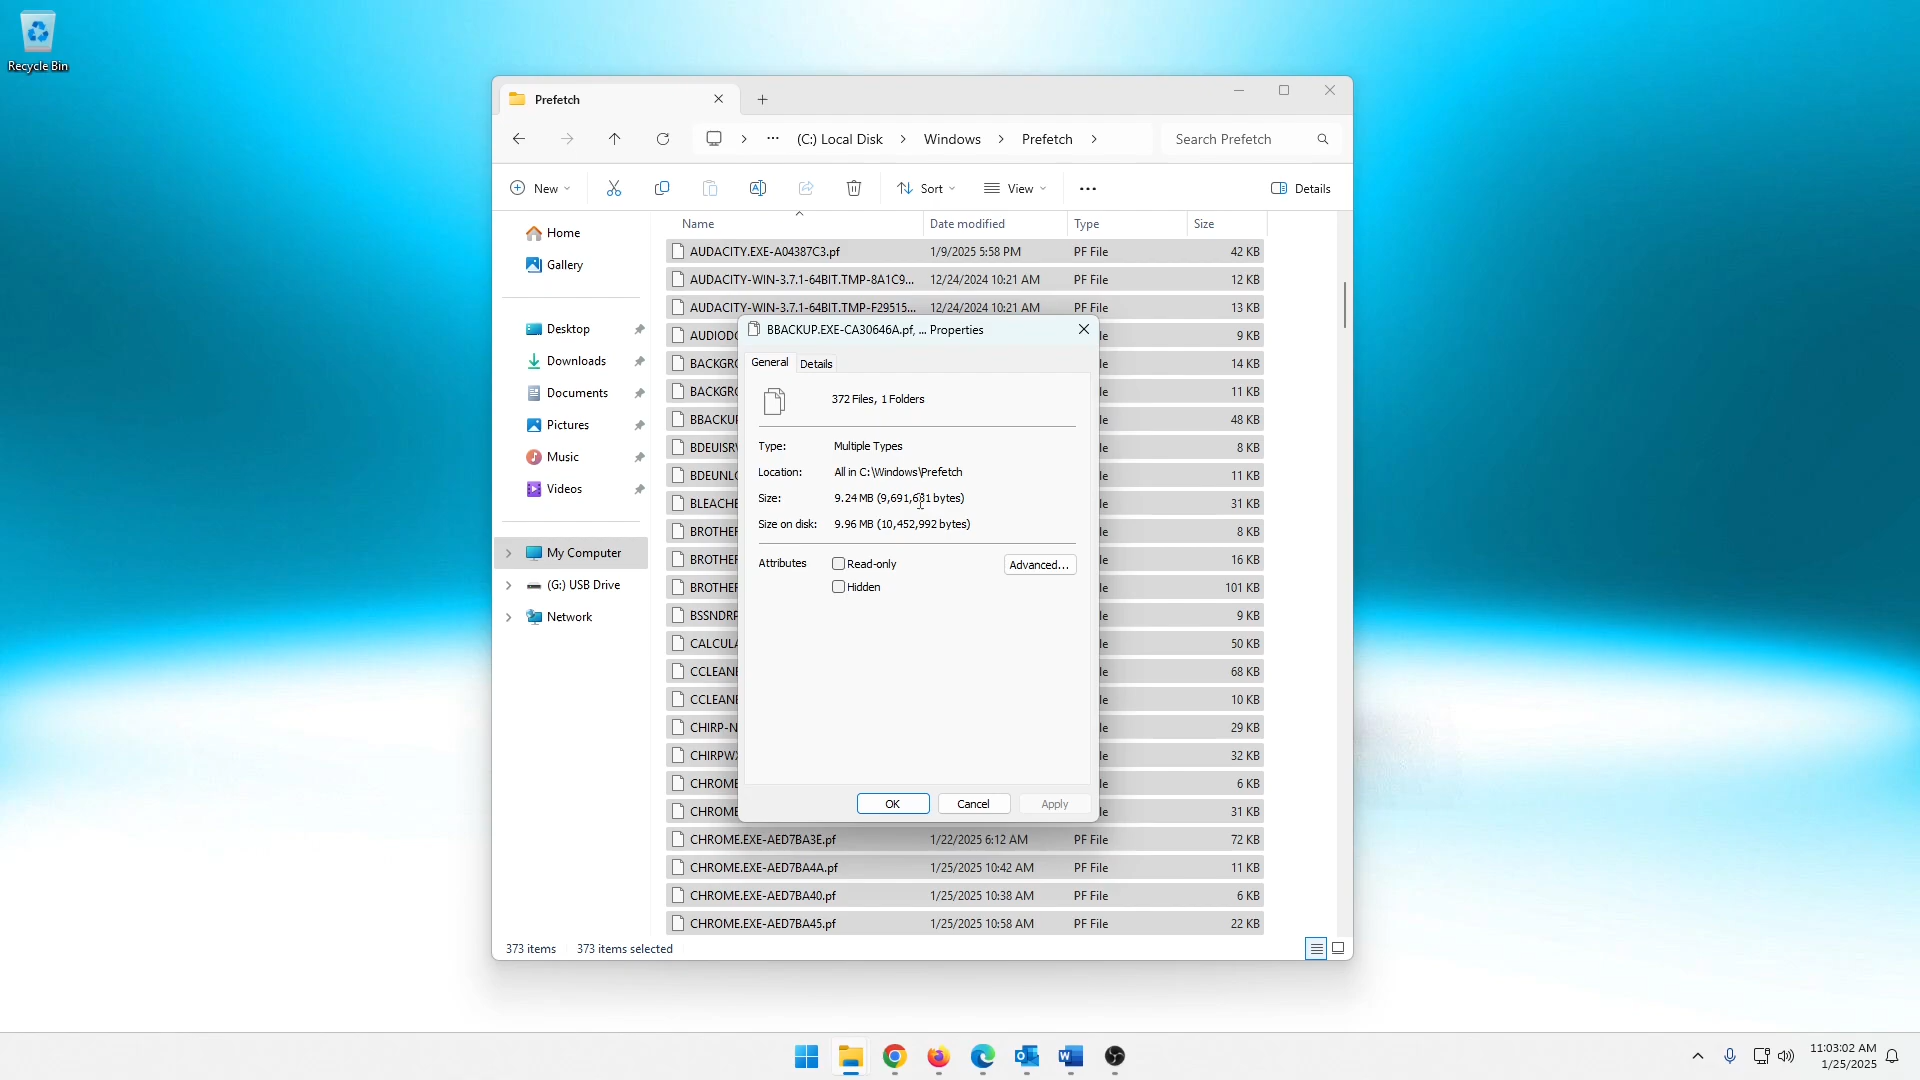 Recycle Bin
Prefetch
(C:) Local Disk > Windows > Prefetch >
Search Prefetch
New
Sort
View
Details
Name
Date modified
Type
Size
Home
Gallery
Desktop
Downloads
Documents
Pictures
Music
Videos
My Computer
(G:) USB Drive
Network
AUDACITY.EXE-A04387C3.pf 1/9/2025 5:58 PM PF File 42 KB
AUDACITY-WIN-3.7.1-64BIT.TMP-8A1C9... 12/24/2024 10:21 AM PF File 12 KB
AUDACITY-WIN-3.7.1-64BIT.TMP-F29515... 12/24/2024 10:21 AM PF File 13 KB
9 KB
14 KB
11 KB
48 KB
8 KB
11 KB
31 KB
8 KB
16 KB
101 KB
9 KB
50 KB
68 KB
10 KB
29 KB
32 KB
6 KB
31 KB
CHROME.EXE-AED7BA3E.pf 1/22/2025 6:12 AM PF File 72 KB
CHROME.EXE-AED7BA4A.pf 1/25/2025 10:42 AM PF File 11 KB
CHROME.EXE-AED7BA40.pf 1/25/2025 10:38 AM PF File 6 KB
CHROME.EXE-AED7BA45.pf 1/25/2025 10:58 AM PF File 22 KB
BBACKUP.EXE-CA30646A.pf, ... Properties
General
Details
372 Files, 1 Folders
Type: Multiple Types
Location: All in C:\Windows\Prefetch
Size: 9.24 MB bytes)
Size on disk: 9.96 MB (10,452,992 bytes)
Attributes
Read-only
Advanced...
Hidden
OK
Cancel
Apply
373 items
373 items selected
11:03:02 AM
1/25/2025